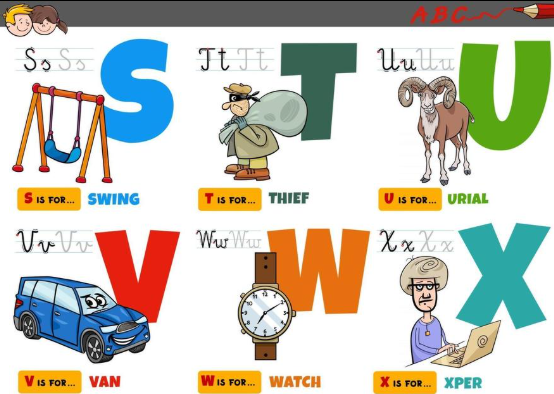 ABC
Ss Ss S
Tt Tt T
Uu Uu U
S IS FOR... SWING
T IS FOR... THIEF
U IS FOR... URIAL
Vv Vv V
Ww Ww W
Xx Xx X
V IS FOR... VAN
W IS FOR... WATCH
X IS FOR... XPER